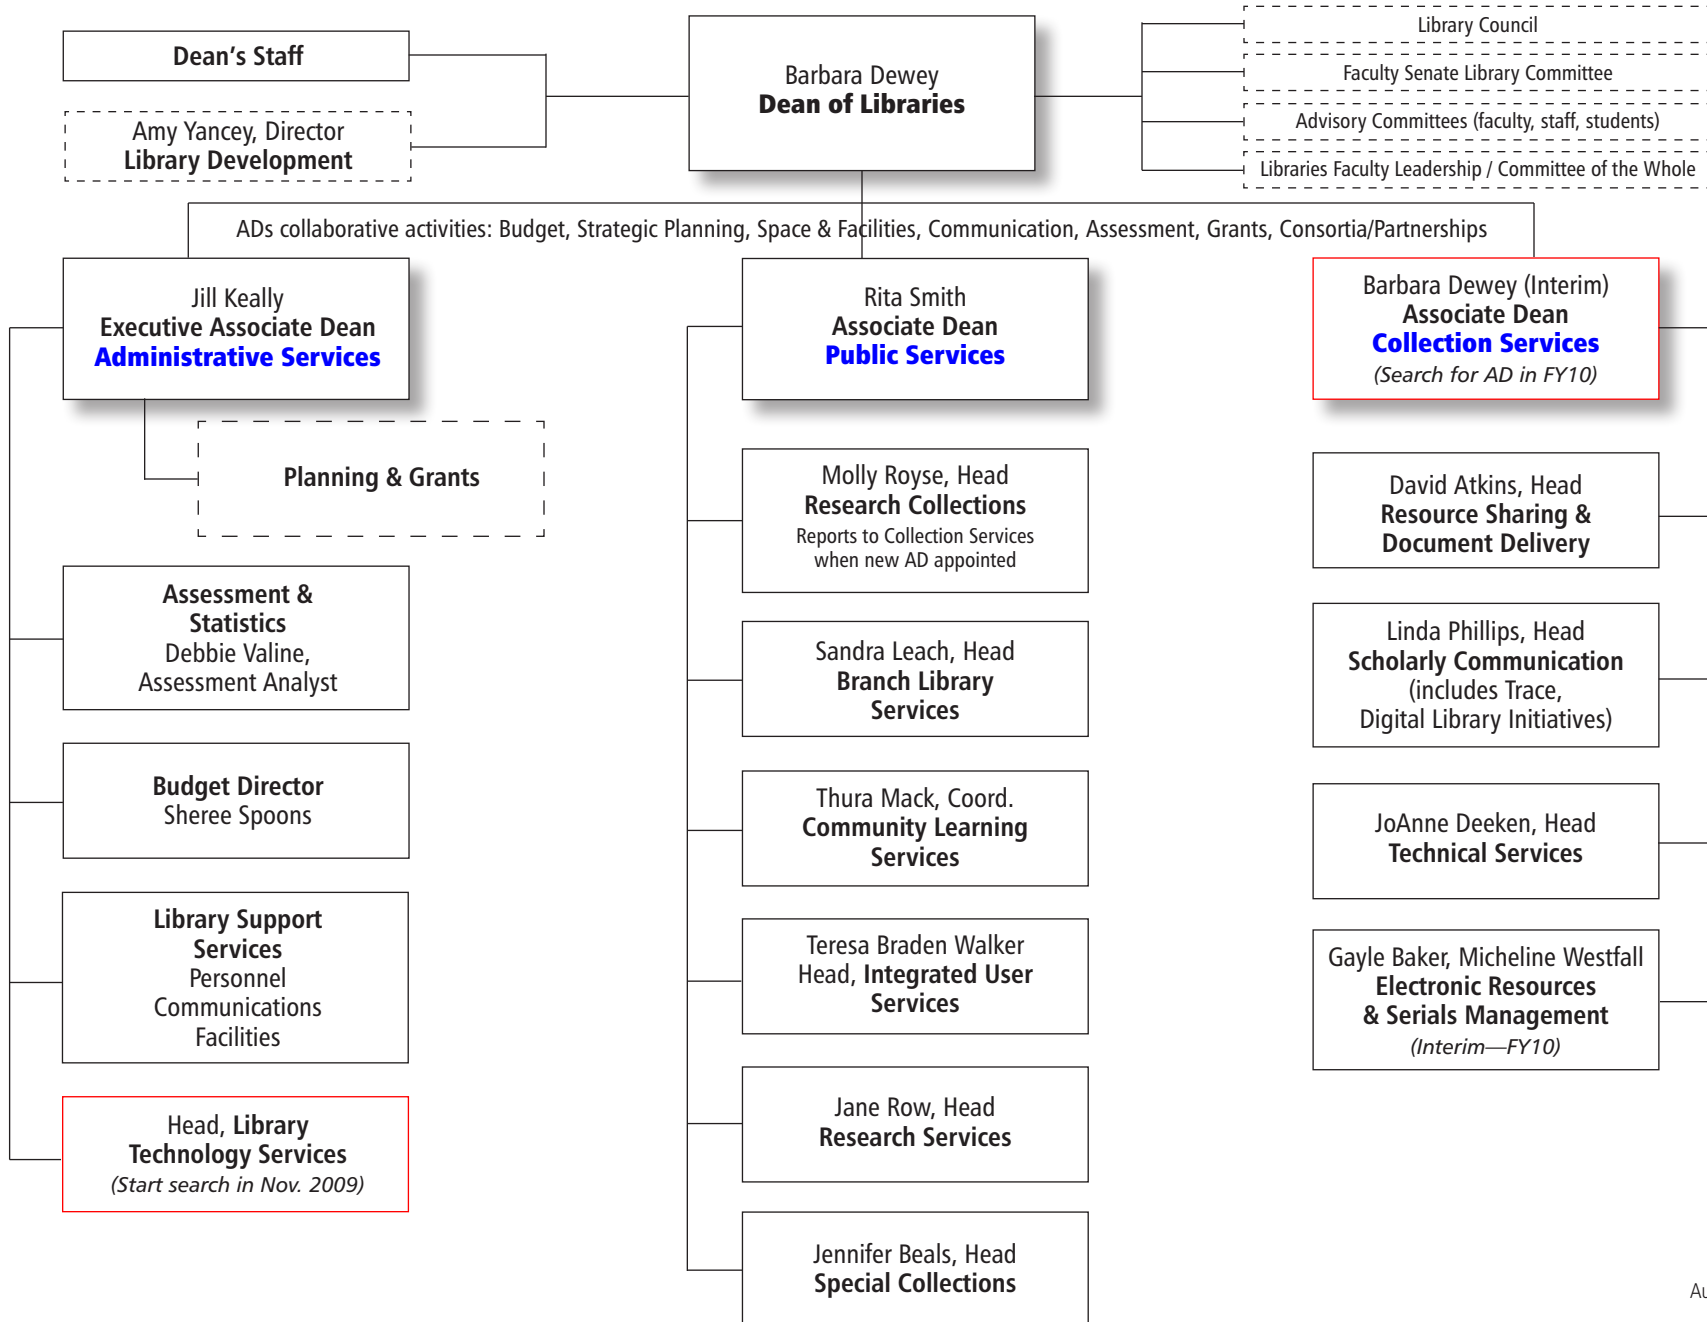 Dean's Staff
Amy Yancey, Director
Library Development
Barbara Dewey
Dean of Libraries
Library Council
Faculty Senate Library Committee
Advisory Committees (faculty, staff, students)
Libraries Faculty Leadership / Committee of the Whole
ADs collaborative activities: Budget, Strategic Planning, Space & Facilities, Communication, Assessment, Grants, Consortia/Partnerships
Jill Keally
Executive Associate Dean
Administrative Services
Planning & Grants
Assessment &
Statistics
Debbie Valine,
Assessment Analyst
Budget Director
Sheree Spoons
Library Support
Services
Personnel
Communications
Facilities
Head, Library
Technology Services
(Start search in Nov. 2009)
Rita Smith
Associate Dean
Public Services
Molly Royse, Head
Research Collections
Reports to Collection Services
when new AD appointed
Sandra Leach, Head
Branch Library
Services
Thura Mack, Coord.
Community Learning
Services
Teresa Braden Walker
Head, Integrated User
Services
Jane Row, Head
Research Services
Jennifer Beals, Head
Special Collections
Barbara Dewey (Interim)
Associate Dean
Collection Services
(Search for AD in FY10)
David Atkins, Head
Resource Sharing &
Document Delivery
Linda Phillips, Head
Scholarly Communication
(includes Trace,
Digital Library Initiatives)
JoAnne Deeken, Head
Technical Services
Gayle Baker, Micheline Westfall
Electronic Resources
& Serials Management
(Interim—FY10)